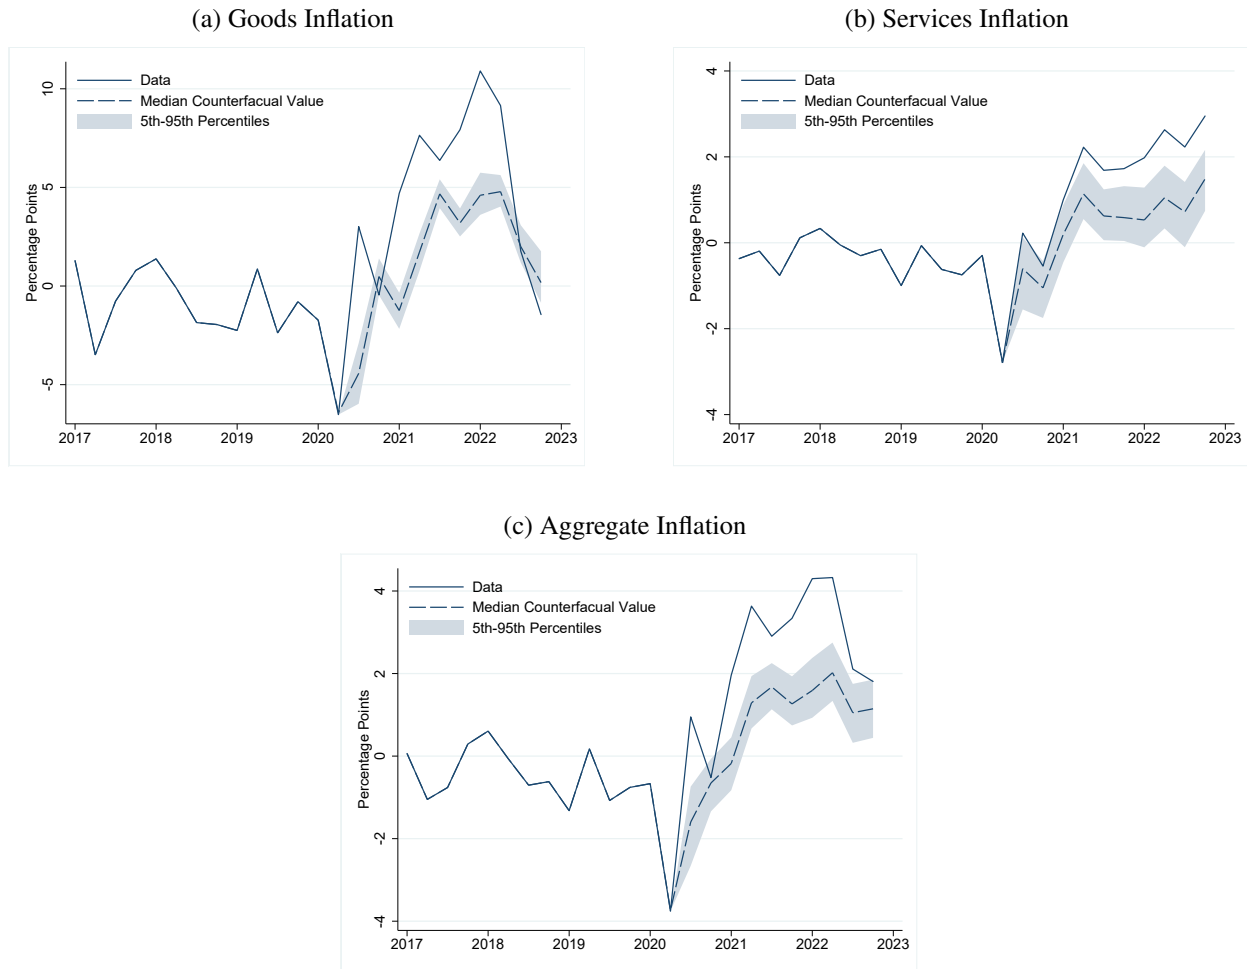 (a) Goods Inflation
Data
Median Counterfacual Value
5th-95th Percentiles
Percentage Points
10
5
0
-5
2017 2018 2019 2020 2021 2022 2023
(b) Services Inflation
Data
Median Counterfacual Value
5th-95th Percentiles
Percentage Points
4
2
0
-2
-4
2017 2018 2019 2020 2021 2022 2023
(c) Aggregate Inflation
Data
Median Counterfacual Value
5th-95th Percentiles
Percentage Points
4
2
0
-2
-4
2017 2018 2019 2020 2021 2022 2023